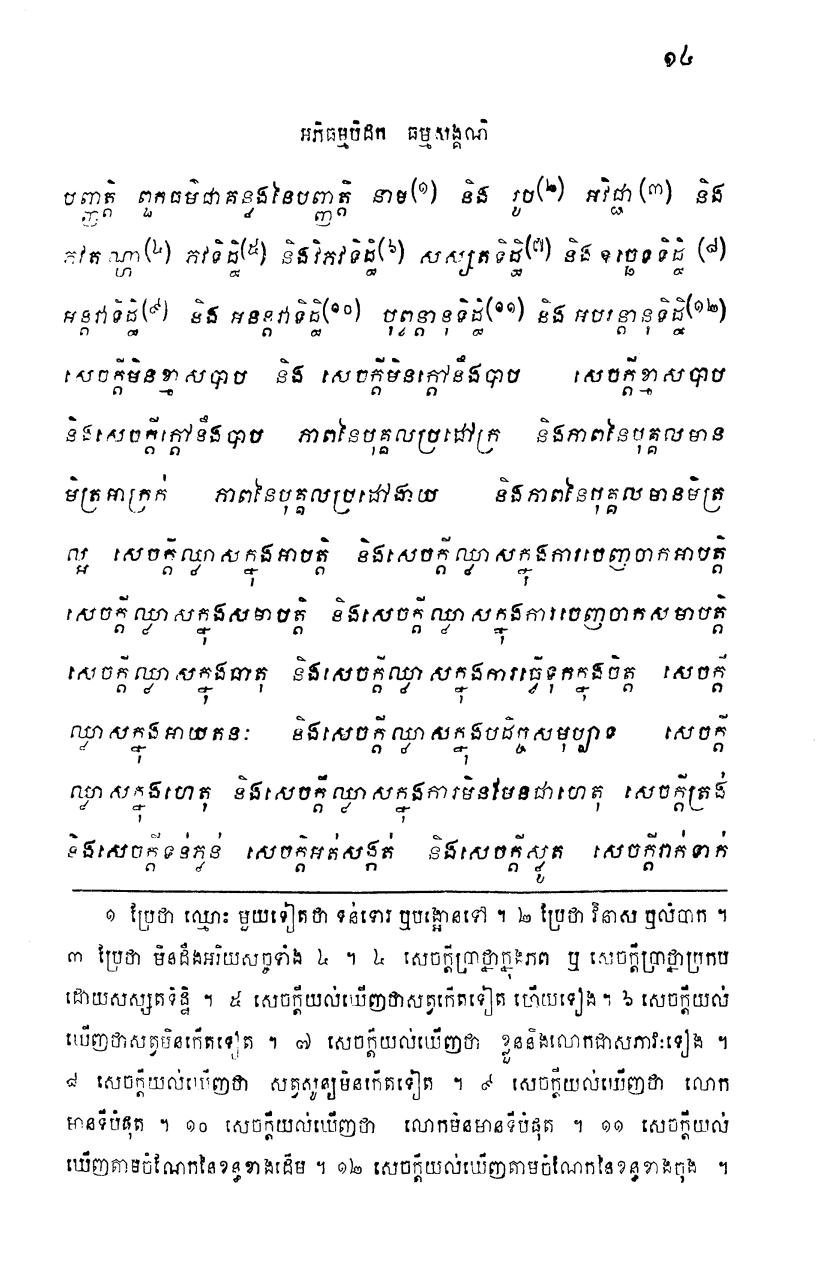 ១៤
អភិធម្មបិដក ធម្មសង្គណិ
បញ្ញត្តិ ពួកធម៌ជាគន្លងនៃបញ្ញត្តិ នាម(១) និង រូប(២) អវិជ្ជា(៣) និង
ភវតណ្ហា(៤) ភវទិដ្ឋិ(៥) និងវិភវទិដ្ឋិ(៦) សស្សតទិដ្ឋិ(៧) និង ឧច្ឆេទទិដ្ឋិ (៨)
អន្តវាទិដ្ឋិ(៩) និង អនន្តវាទិដ្ឋិ(១០) បុព្វន្តានុទិដ្ឋិ(១១) និង អបរន្តានុទិដ្ឋិ(១២)
សេចក្តីមិនខ្មាសបាប និង សេចក្តីមិនក្តៅនឹងបាប សេចក្តីខ្មាសបាប
និងសេចក្តីក្តៅនឹងបាប ភាពនៃបុគ្គលប្រដៅក្រ និងភាពនៃបុគ្គលមាន
មិត្រអាក្រក់ ភាពនៃបុគ្គលប្រដៅងាយ និងភាពនៃបុគ្គលមានមិត្រ
ល្អ សេចក្តីឈ្លាសក្នុងអាបត្តិ និងសេចក្តីឈ្លាសក្នុងការចេញចាកអាបត្តិ
សេចក្តីឈ្លាសក្នុងសមាបត្តិ និងសេចក្តីឈ្លាសក្នុងការចេញចាកសមាបត្តិ
សេចក្តីឈ្លាសក្នុងធាតុ និងសេចក្តីឈ្លាសក្នុងការធ្វើទុកក្នុងចិត្ត សេចក្តី
ឈ្លាសក្នុងអាយតនៈ និងសេចក្តីឈ្លាសក្នុងបដិច្ចសមុប្បាទ សេចក្តី
ឈ្លាសក្នុងហេតុ និងសេចក្តីឈ្លាសក្នុងការមិនមែនជាហេតុ សេចក្តីត្រង់
និងសេចក្តីទន់ភ្លន់ សេចក្តីអត់សង្កត់ និងសេចក្តីស្លូត សេចក្តីរាក់ទាក់
១ ប្រែថា ឈ្មោះ មួយទៀតថា ទន់ទោរ ឬបង្អោនទៅ ។ ២ ប្រែថា វិនាស ឬលំបាក ។
៣ ប្រែថា មិនដឹងអរិយសច្ចទាំង ៤ ។ ៤ សេចក្តីប្រាថ្នាក្នុងភព ឬ សេចក្តីប្រាថ្នាប្រកប
ដោយសស្សតទិដ្ឋិ ។ ៥ សេចក្តីយល់ឃើញថាសត្វកើតទៀត ហើយទៀង ។ ៦ សេចក្តីយល់
ឃើញថាសត្វមិនកើតទៀត ។ ៧ សេចក្តីយល់ឃើញថា ខ្លួននិងលោកជាសភាវៈទៀង ។
៨ សេចក្តីយល់ឃើញថា សត្វសូន្យមិនកើតទៀត ។ ៩ សេចក្តីយល់ឃើញថា លោក
មានទីបំផុត ។ ១០ សេចក្តីយល់ឃើញថា លោកមិនមានទីបំផុត ។ ១១ សេចក្តីយល់
ឃើញតាមចំណែកនៃខន្ធខាងដើម ។ ១២ សេចក្តីយល់ឃើញតាមចំណែកនៃខន្ធខាងចុង ។